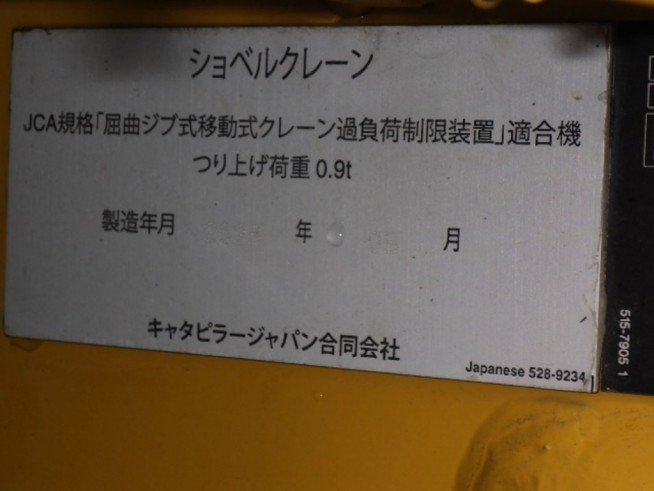 ショベルクレーン
JCA規格「屈曲ジブ式移動式クレーン過負荷制限装置」適合機
つり上げ荷重 0.9t
製造年月 年 月
キャタピラージャパン合同会社
Japanese 528-9234
515-7905 1